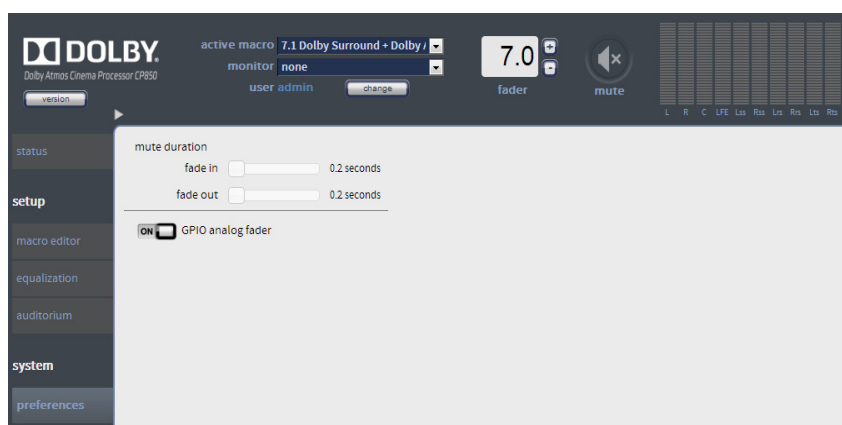 DOLBY.
Dolby Atmos Cinema Processor CP850
version
active macro 7.1 Dolby Surround + Dolby /
monitor none
user admin change
7.0
+
-
fader
mute
L R C LFE Lss Rss Lrs Rrs Lts Rts
status
setup
macro editor
equalization
auditorium
system
preferences
mute duration
fade in 0.2 seconds
fade out 0.2 seconds
ON GPIO analog fader